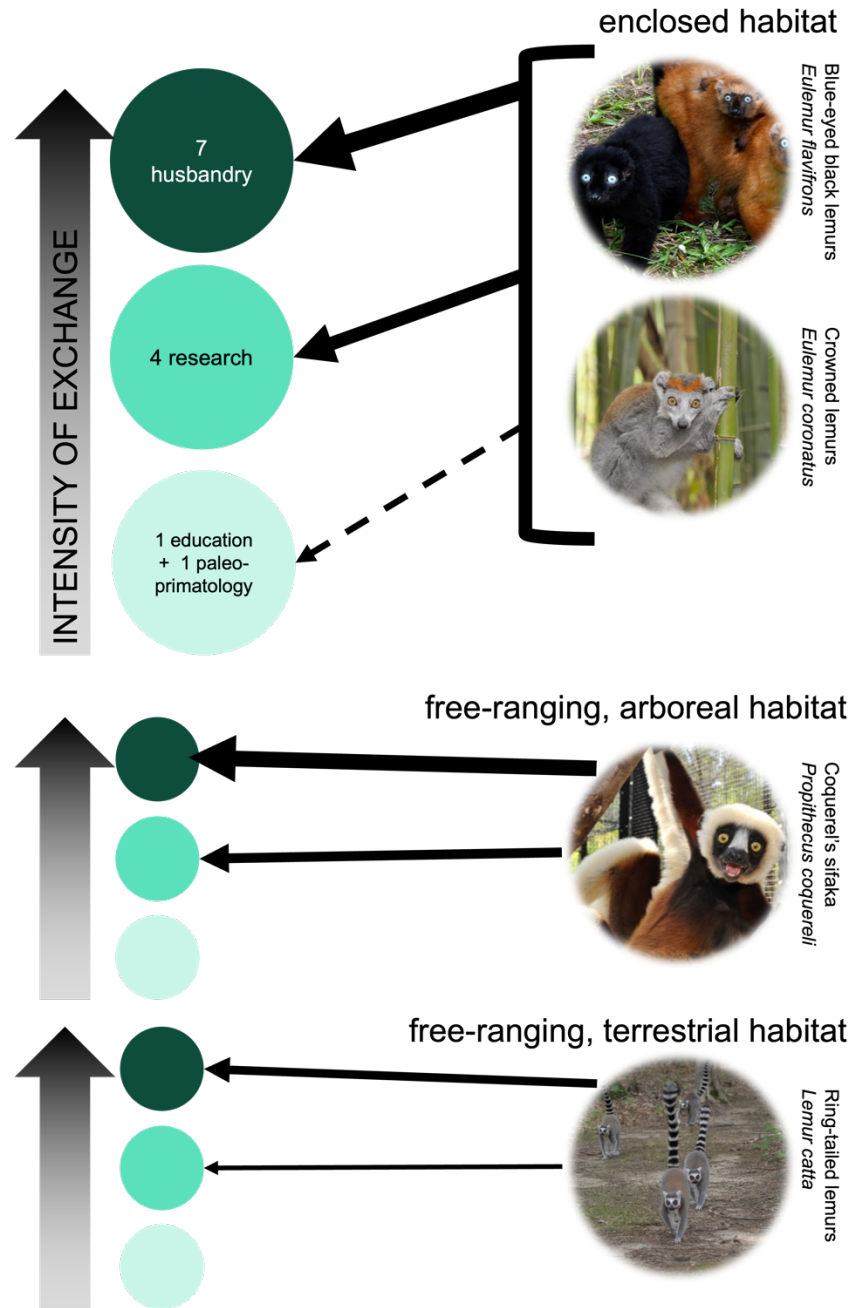 enclosed habitat
INTENSITY OF EXCHANGE
7
husbandry
4 research
1 education
+ 1 paleo-
primatology
Blue-eyed black lemurs
Eulemur flavifrons
Crowned lemurs
Eulemur coronatus
free-ranging, arboreal habitat
Coquerel's sifaka
Propithecus coquereli
free-ranging, terrestrial habitat
Ring-tailed lemurs
Lemur catta